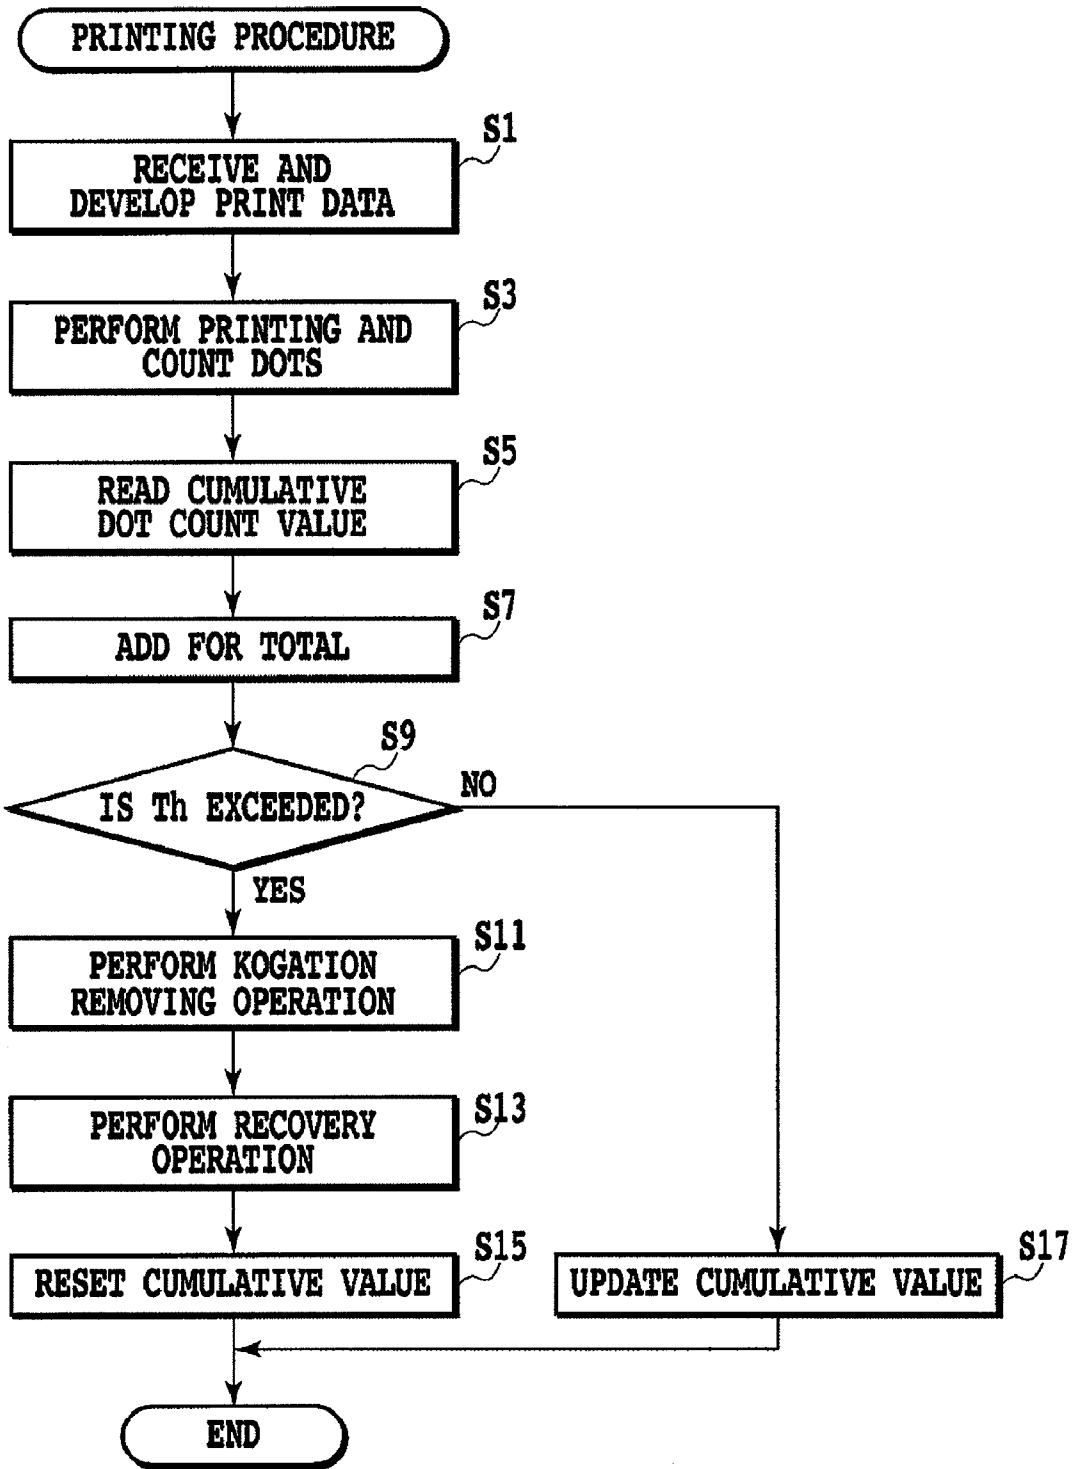 PRINTING PROCEDURE
S1
RECEIVE AND
DEVELOP PRINT DATA
S3
PERFORM PRINTING AND
COUNT DOTS
S5
READ CUMULATIVE
DOT COUNT VALUE
S7
ADD FOR TOTAL
S9
IS Th EXCEEDED?
NO
YES
S11
PERFORM KOGATION
REMOVING OPERATION
S13
PERFORM RECOVERY
OPERATION
S15
RESET CUMULATIVE VALUE
S17
UPDATE CUMULATIVE VALUE
END